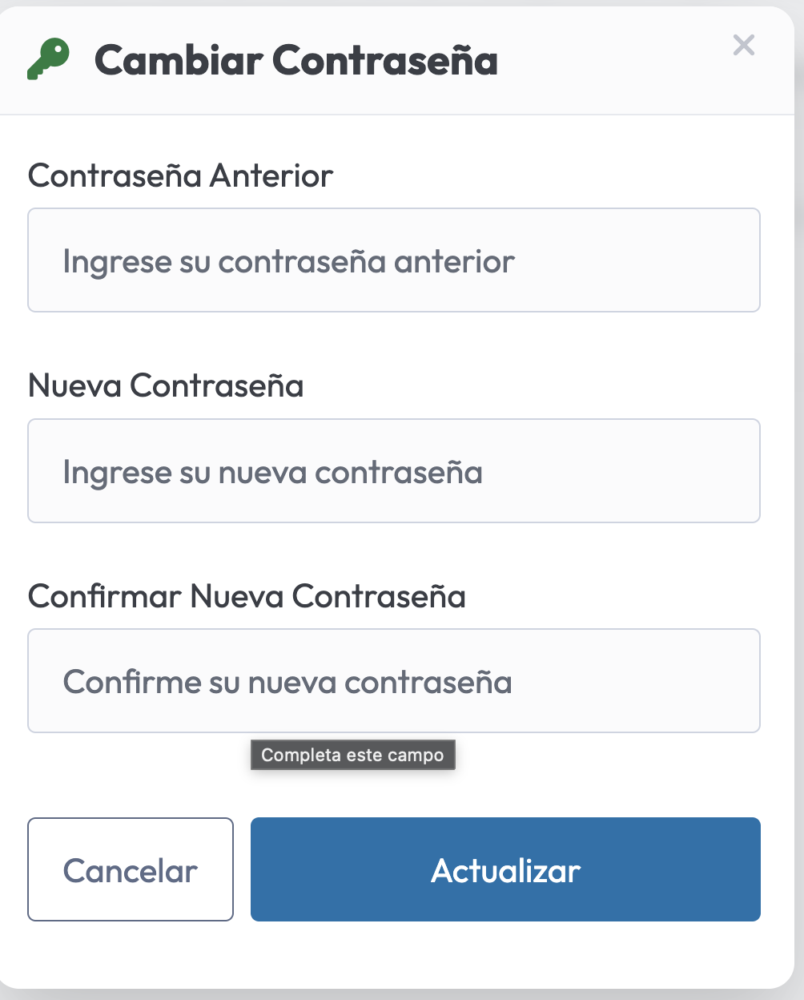 Cambiar Contraseña
Contraseña Anterior
Ingrese su contraseña anterior
Nueva Contraseña
Ingrese su nueva contraseña
Confirmar Nueva Contraseña
Confirme su nueva contraseña
Completa este campo
Cancelar
Actualizar